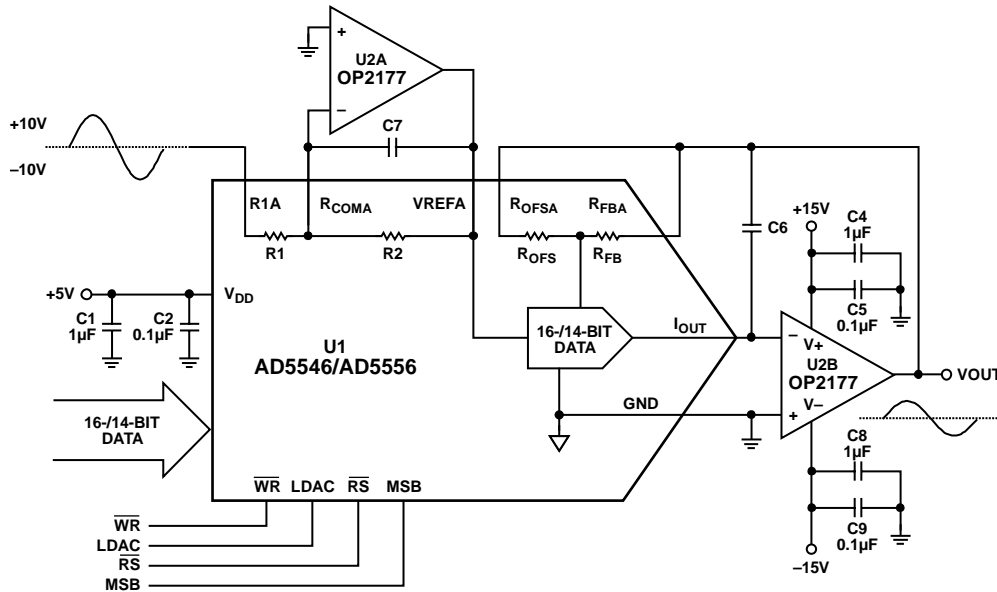 +
U2A
OP2177
–
C7
+10V
–10V
R1A
RCOMA
VREFA
ROFSA
RFBA
R1
R2
ROFS
RFB
C6
+15V
C4
1µF
C5
0.1µF
+5V
C1
1µF
C2
0.1µF
VDD
U1
AD5546/AD5556
16-/14-BIT
DATA
IOUT
–
V+
U2B
OP2177
V–
+
VOUT
GND
16-/14-BIT
DATA
C8
1µF
C9
0.1µF
–15V
WR LDAC RS MSB
WR
LDAC
RS
MSB